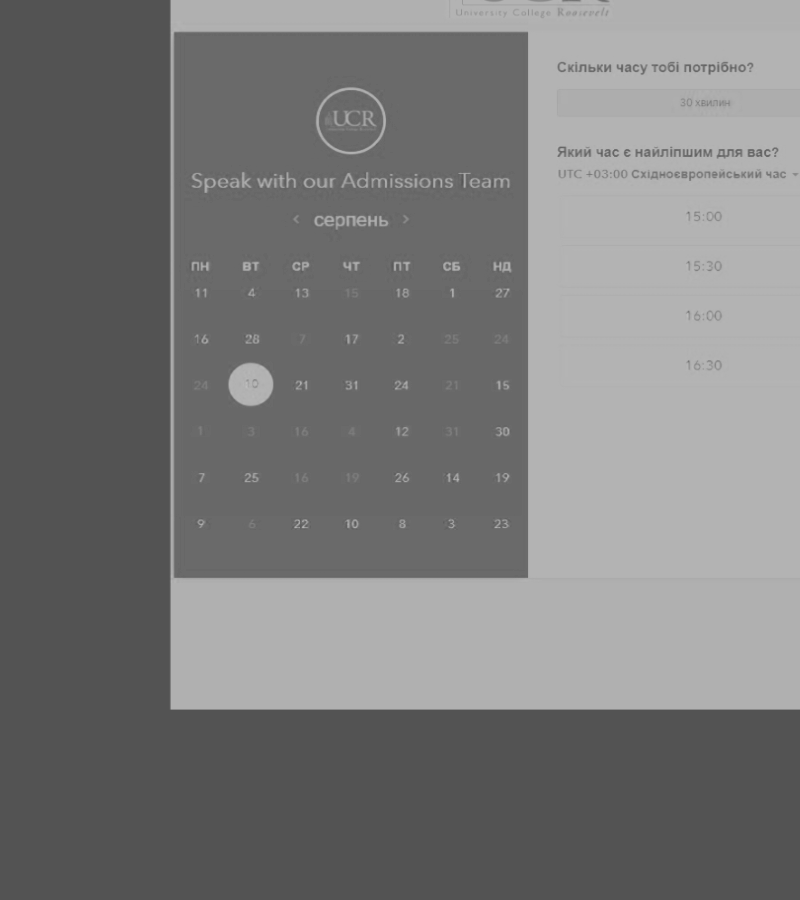 University College Roosevelt
UCR
Speak with our Admissions Team
серпень
ПН ВТ СР ЧТ ПТ СБ НД
11 4 13 15 18 1 27
16 28 7 17 2 25 24
24 10 21 31 24 21 15
1 3 16 4 12 31 30
7 25 16 19 26 14 19
9 6 22 10 8 3 23
Скільки часу тобі потрібно?
30 хвилин
Який час є найліпшим для вас?
UTC +03:00 Східноєвропейський час
15:00
15:30
16:00
16:30